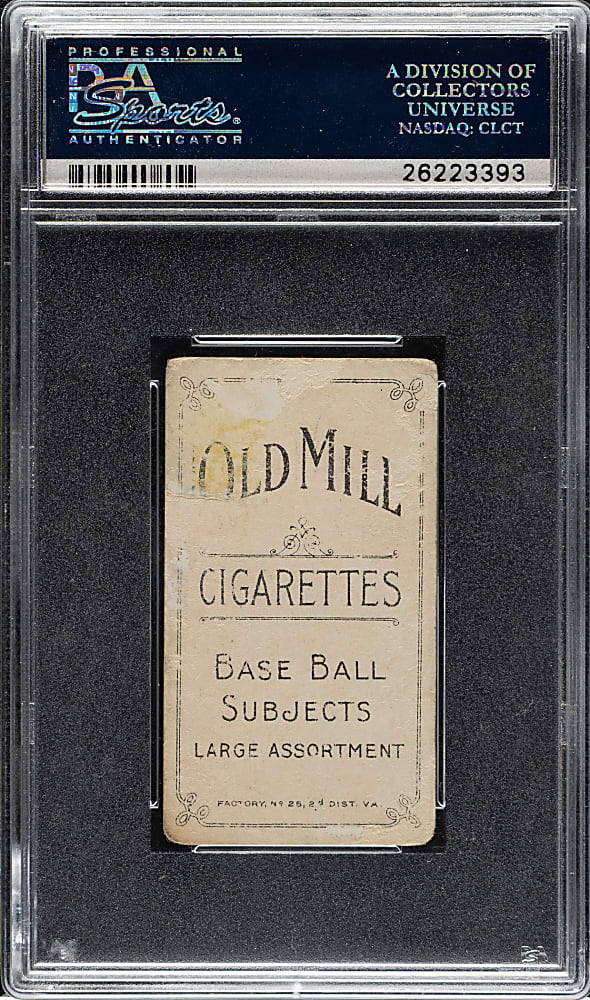 PROFESSIONAL
PSA
Sports®
AUTHENTICATOR
A DIVISION OF
COLLECTORS
UNIVERSE
NASDAQ: CLCT
26223393
OLD MILL
CIGARETTES
BASE BALL
SUBJECTS
LARGE ASSORTMENT
FACTORY, Nº 25, 2d DIST. VA.